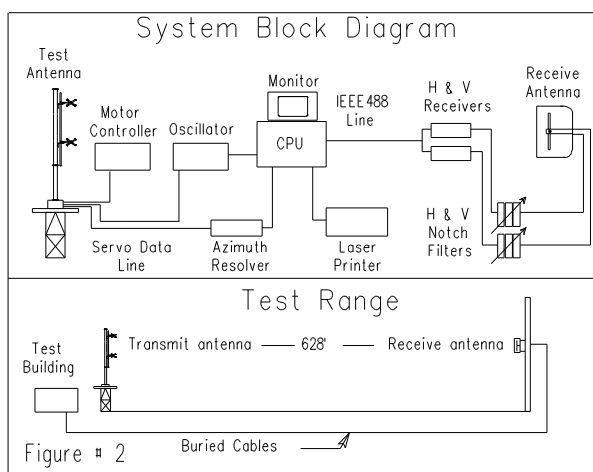 System Block Diagram
Test
Antenna
Motor
Controller
Oscillator
Monitor
CPU
IEEE488
Line
H & V
Receivers
Receive
Antenna
Servo Data
Line
Azimuth
Resolver
Laser
Printer
H & V
Notch
Filters
Test Range
Test
Building
Transmit antenna
628'
Receive antenna
Buried Cables
Figure # 2